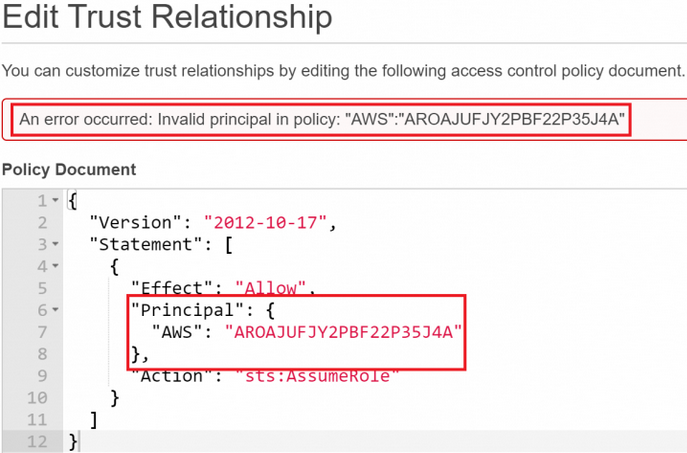 Edit Trust Relationship
You can customize trust relationships by editing the following access control policy document.
An error occurred: Invalid principal in policy: "AWS":"AROAJUFJY2PBF22P35J4A"
Policy Document
1 {
2 "Version": "2012-10-17",
3 "Statement": [
4 {
5 "Effect": "Allow",
6 "Principal": {
7 "AWS": "AROAJUFJY2PBF22P35J4A"
8 },
9 "Action": "sts:AssumeRole"
10 }
11 ]
12 }